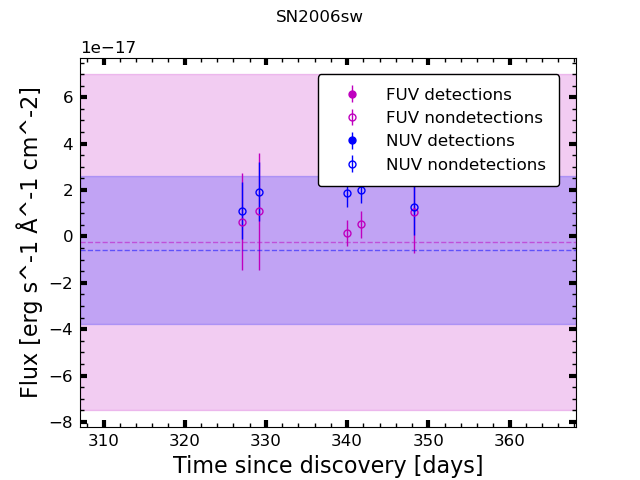 SN2006sw
1e−17
FUV detections
FUV nondetections
NUV detections
NUV nondetections
6
4
2
0
−2
−4
−6
−8
Flux [erg s^-1 Å^-1 cm^-2]
310
320
330
340
350
360
Time since discovery [days]